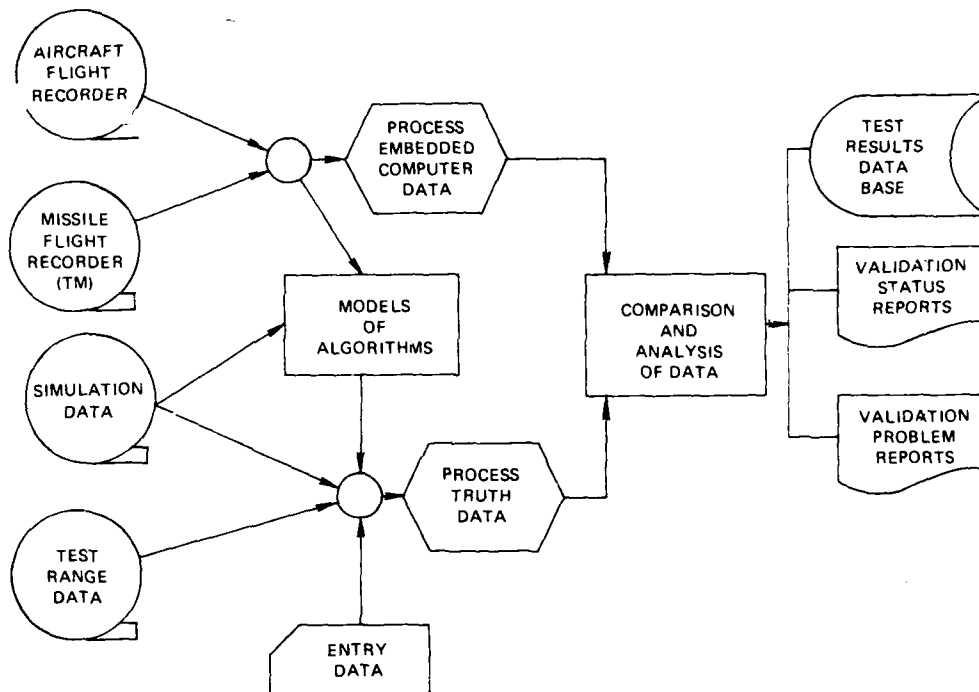 AIRCRAFT
FLIGHT
RECORDER
MISSILE
FLIGHT
RECORDER
(TM)
SIMULATION
DATA
TEST
RANGE
DATA
PROCESS
EMBEDDED
COMPUTER
DATA
MODELS
OF
ALGORITHMS
PROCESS
TRUTH
DATA
ENTRY
DATA
COMPARISON
AND
ANALYSIS
OF DATA
TEST
RESULTS
DATA
BASE
VALIDATION
STATUS
REPORTS
VALIDATION
PROBLEM
REPORTS